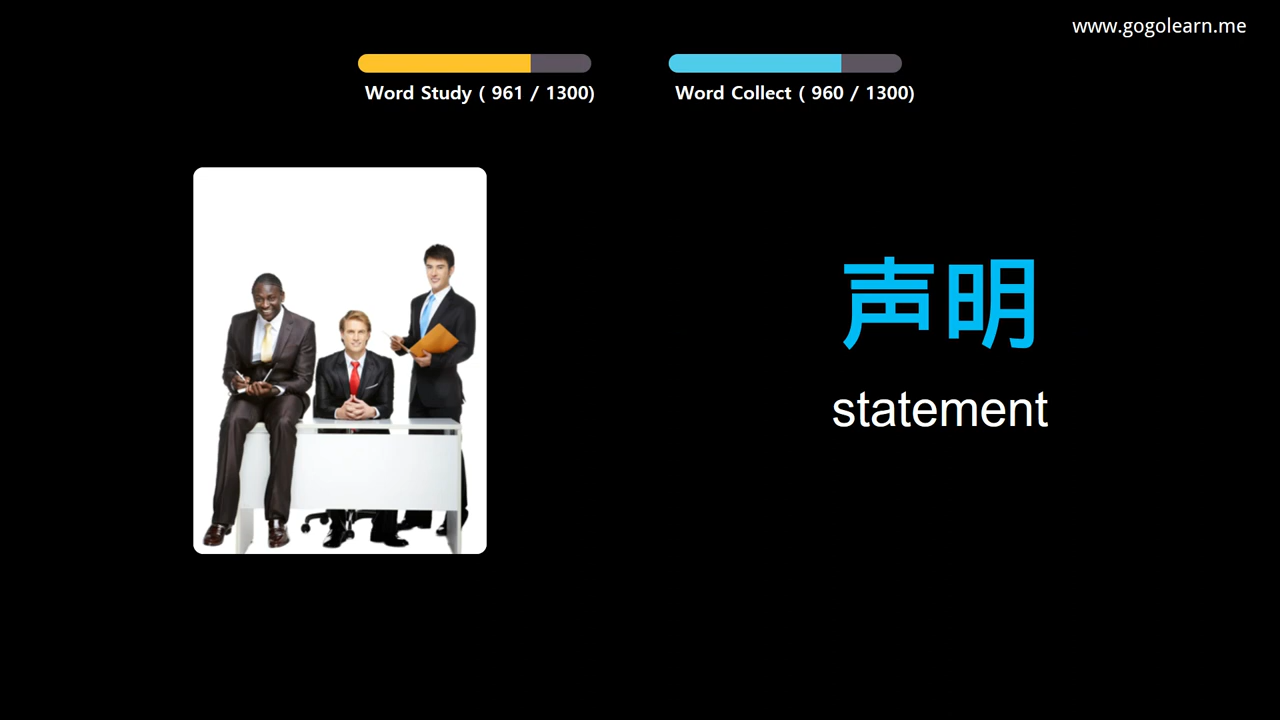 www.gogolearn.me
Word Study ( 961 / 1300)
Word Collect ( 960 / 1300)
声明
statement